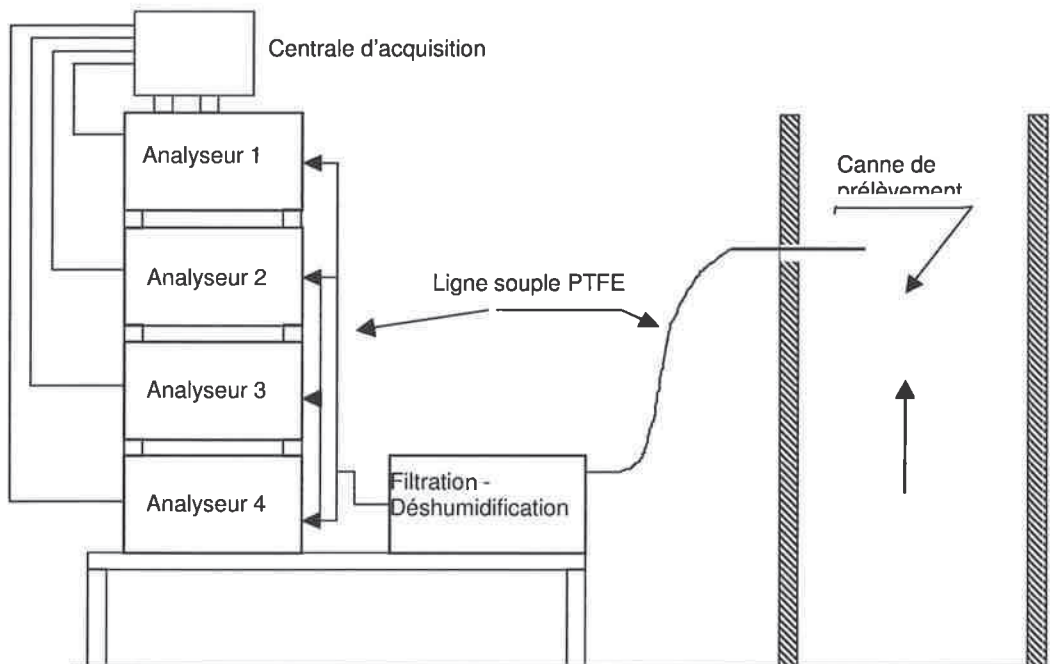 Centrale d'acquisition
Analyseur 1
Canne de
prélèvement
Analyseur 2
Ligne souple PTFE
Analyseur 3
Analyseur 4
Filtration -
Déshumidification